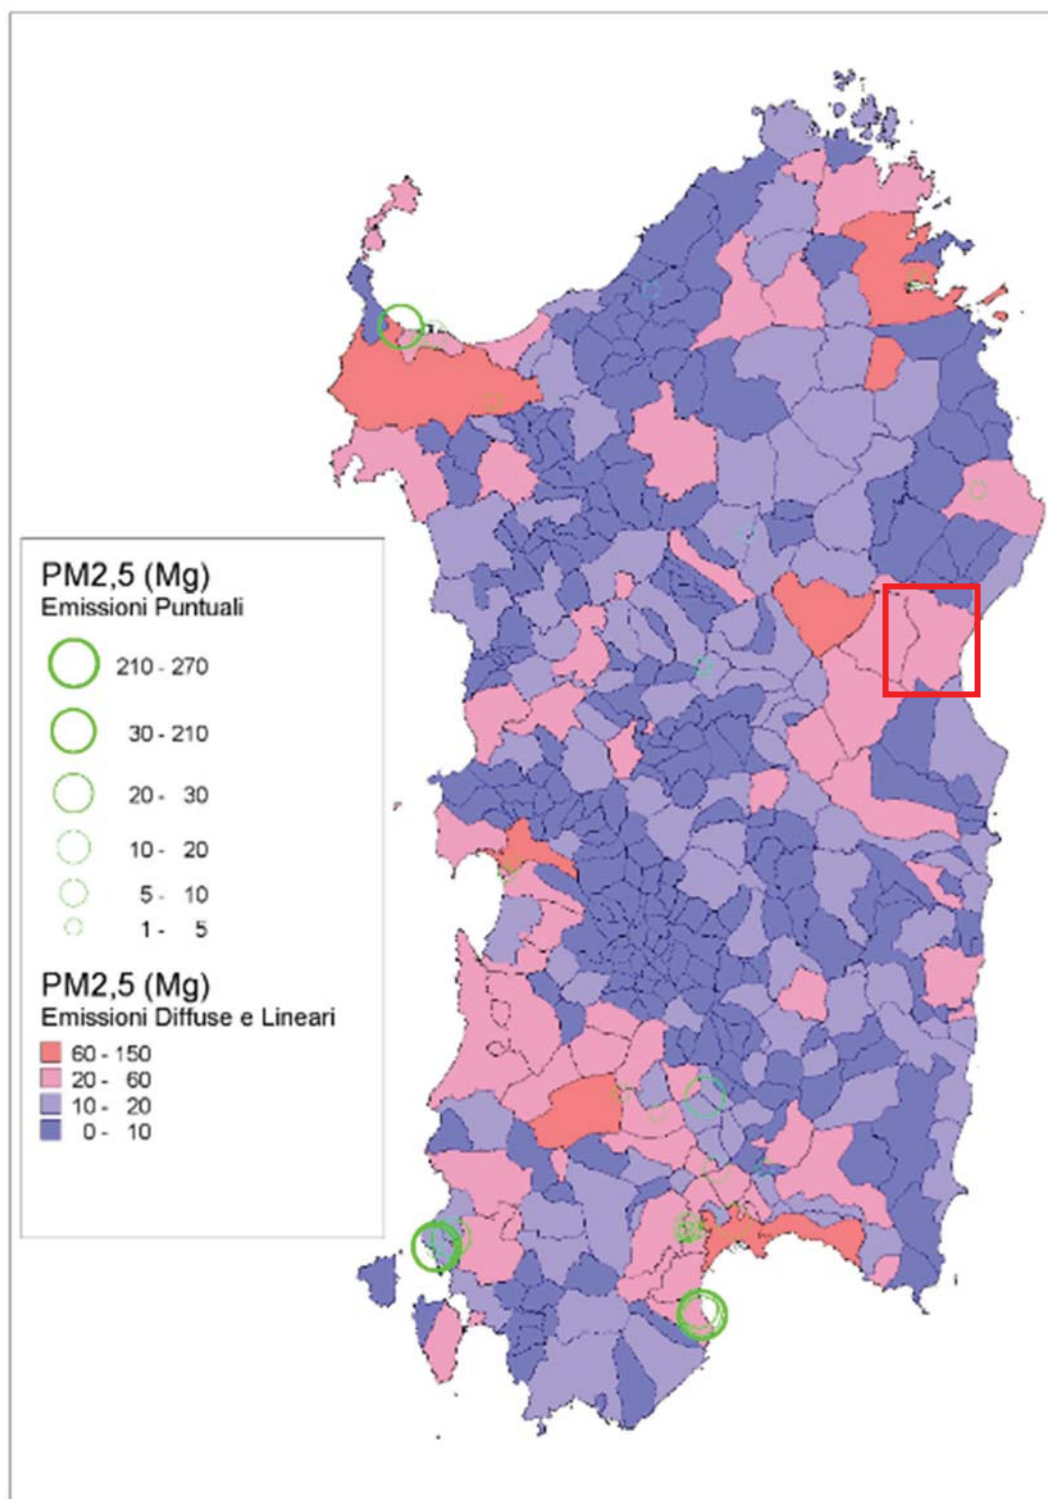 PM2,5 (Mg)
Emissioni Puntuali
210 - 270
30 - 210
20 - 30
10 - 20
5 - 10
1 - 5
PM2,5 (Mg)
Emissioni Diffuse e Lineari
60 - 150
20 - 60
10 - 20
0 - 10